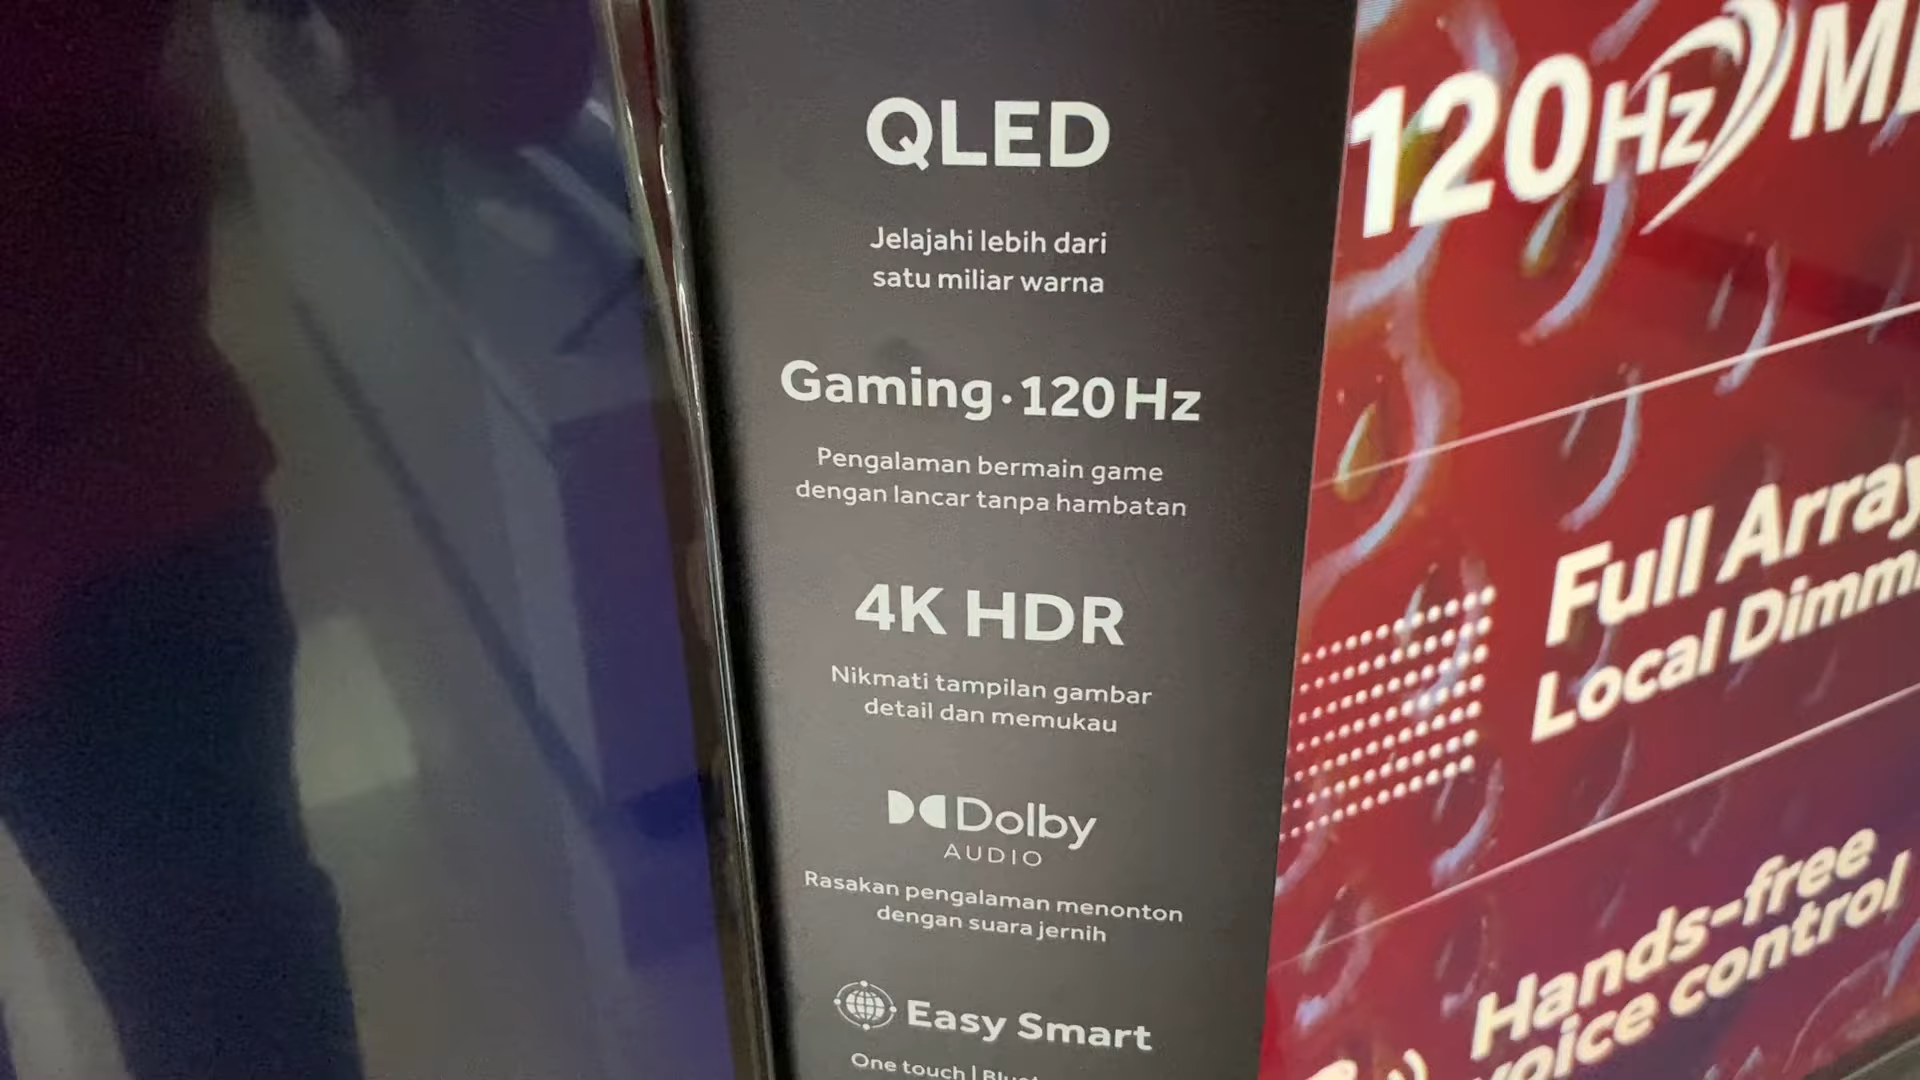 QLED
Jelajahi lebih dari
satu miliar warna
Gaming·120 Hz
Pengalaman bermain game
dengan lancar tanpa hambatan
4K HDR
Nikmati tampilan gambar
detail dan memukau
Dolby
AUDIO
Rasakan pengalaman menonton
dengan suara jernih
Easy Smart
One touch |
120Hz
Full Array
Local
Hands-free
voice control